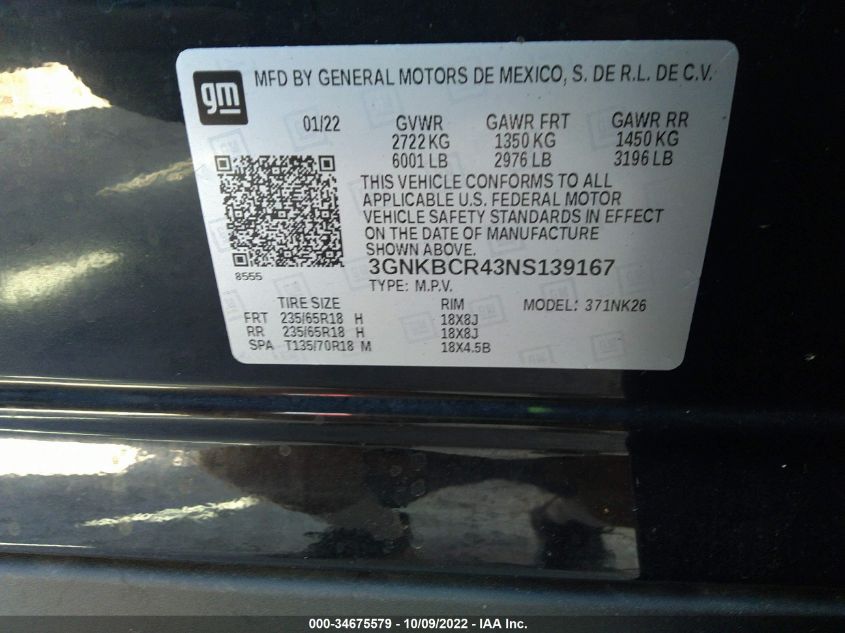 gm
MFD BY GENERAL MOTORS DE MEXICO, S. DE R.L. DE C.V.
01/22 GVWR GAWR FRT GAWR RR
2722 KG 1350 KG 1450 KG
6001 LB 2976 LB 3196 LB
THIS VEHICLE CONFORMS TO ALL
APPLICABLE U.S. FEDERAL MOTOR
VEHICLE SAFETY STANDARDS IN EFFECT
ON THE DATE OF MANUFACTURE
SHOWN ABOVE.
8555
3GNKBCR43NS139167
TYPE: M.P.V.
TIRE SIZE RIM MODEL: 371NK26
FRT 235/65R18 H 18X8J
RR 235/65R18 H 18X8J
SPA T135/70R18 M 18X4.5B
000-34675579 - 10/09/2022 - IAA Inc.